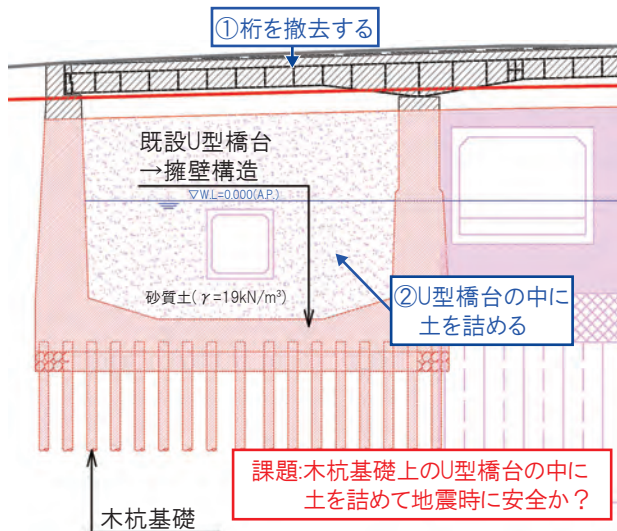 ①桁を撤去する
既設U型橋台
→擁壁構造
▽W.L=0.000(A.P.)
砂質土(γ=19kN/m³)
②U型橋台の中に
土を詰める
課題:木杭基礎上のU型橋台の中に
土を詰めて地震時に安全か？
木杭基礎